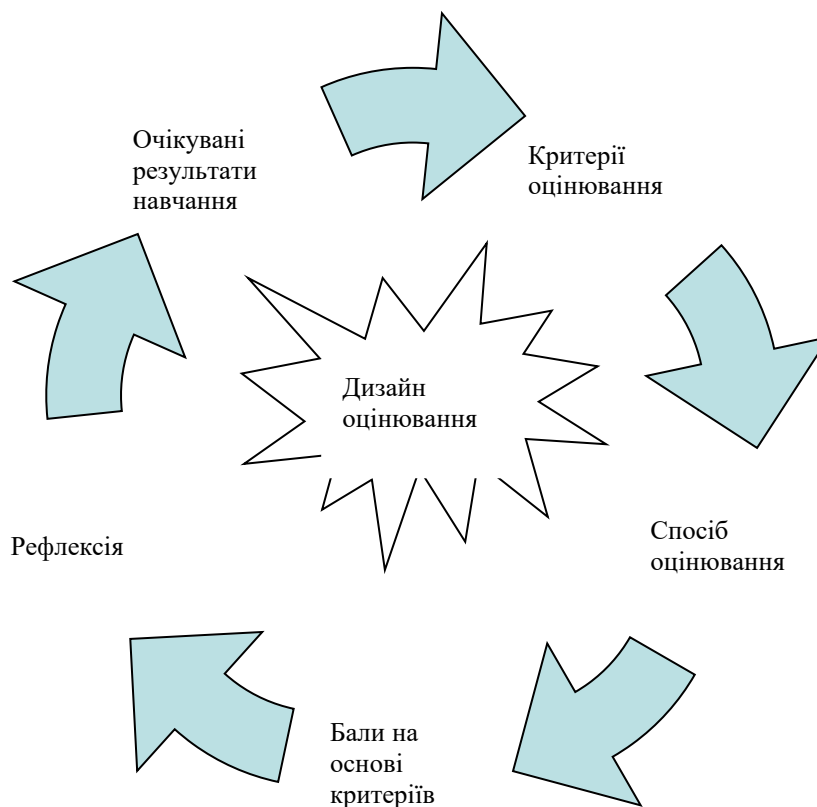 Очікувані
результати
навчання
Критерії
оцінювання
Дизайн
оцінювання
Спосіб
оцінювання
Бали на
основі
критеріїв
Рефлексія